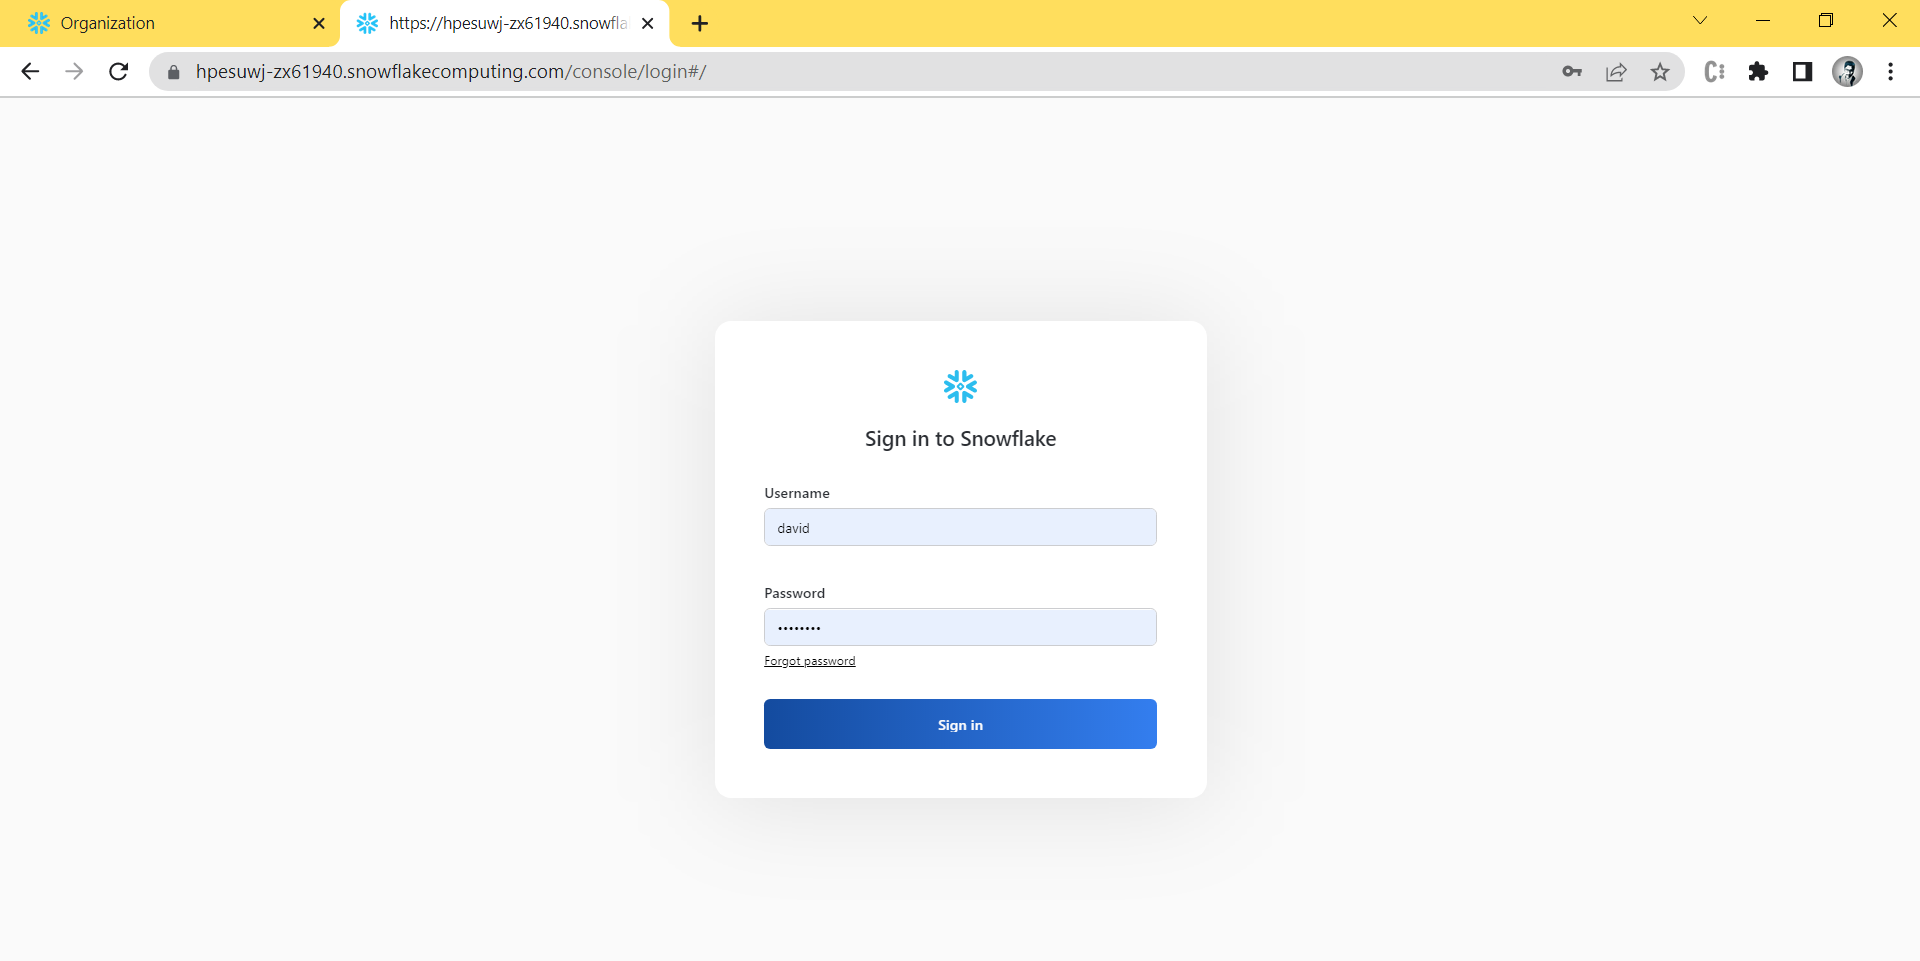 Organization
https://hpesuwj-zx61940.snowfla
hpesuwj-zx61940.snowflakecomputing.com/console/login#/
Sign in to Snowflake
Username
david
Password
••••••••
Forgot password
Sign in